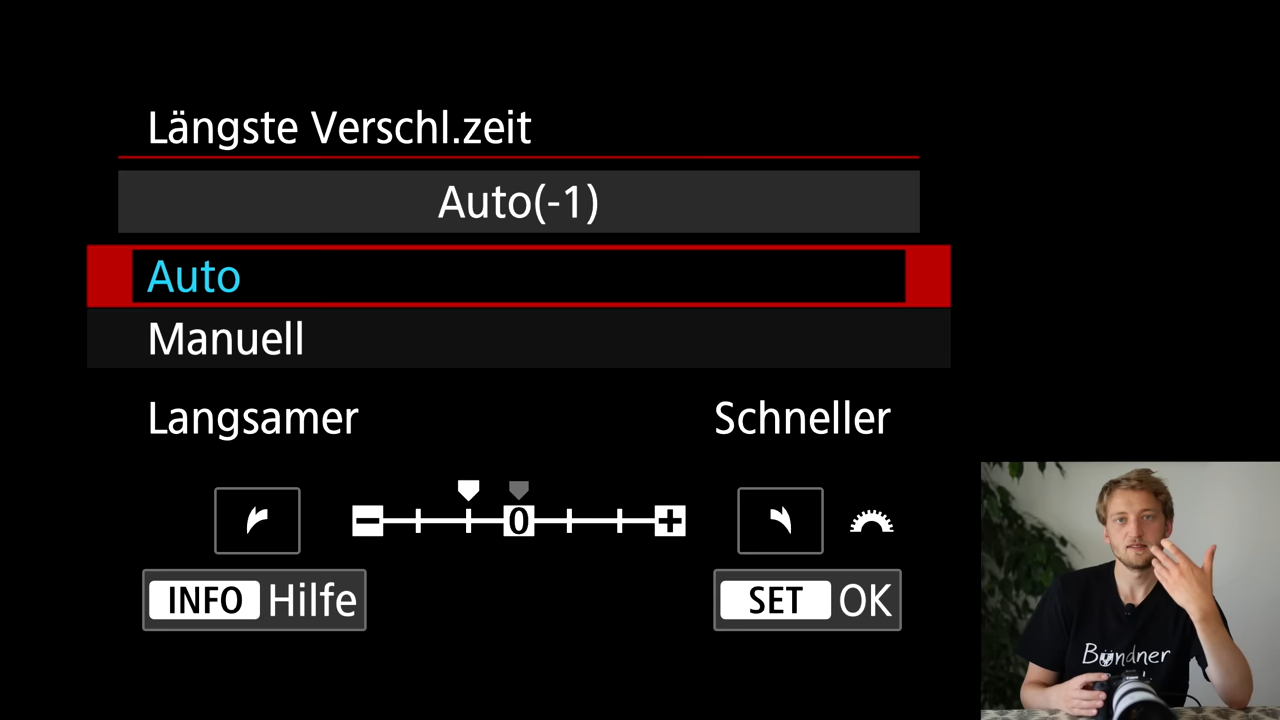 Längste Verschl.zeit
Auto(-1)
Auto
Manuell
Langsamer Schneller
− 0 +
INFO Hilfe SET OK
Bündner